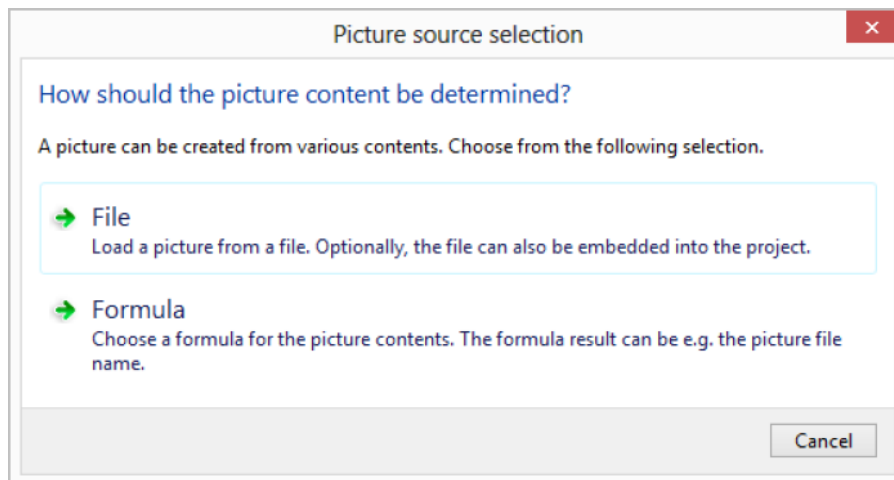 Picture source selection
How should the picture content be determined?
A picture can be created from various contents. Choose from the following selection.
File
Load a picture from a file. Optionally, the file can also be embedded into the project.
Formula
Choose a formula for the picture contents. The formula result can be e.g. the picture file
name.
Cancel